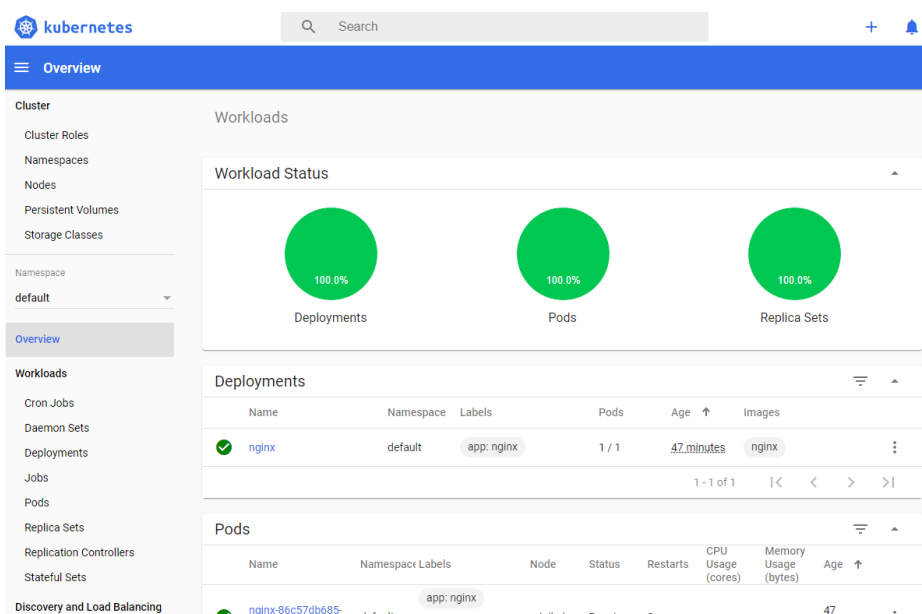 kubernetes
Search
Overview
Cluster
Cluster Roles
Namespaces
Nodes
Persistent Volumes
Storage Classes
Namespace
default
Overview
Workloads
Cron Jobs
Daemon Sets
Deployments
Jobs
Pods
Replica Sets
Replication Controllers
Stateful Sets
Discovery and Load Balancing
Workloads
Workload Status
100.0% 100.0% 100.0%
Deployments Pods Replica Sets
Deployments
Name Namespace Labels Pods Age Images
nginx default app: nginx 1 / 1 47 minutes nginx
1 - 1 of 1
Pods
Name Namespace Labels Node Status Restarts CPU Usage (cores) Memory Usage (bytes) Age
app: nginx
nginx-86c57db685- 47